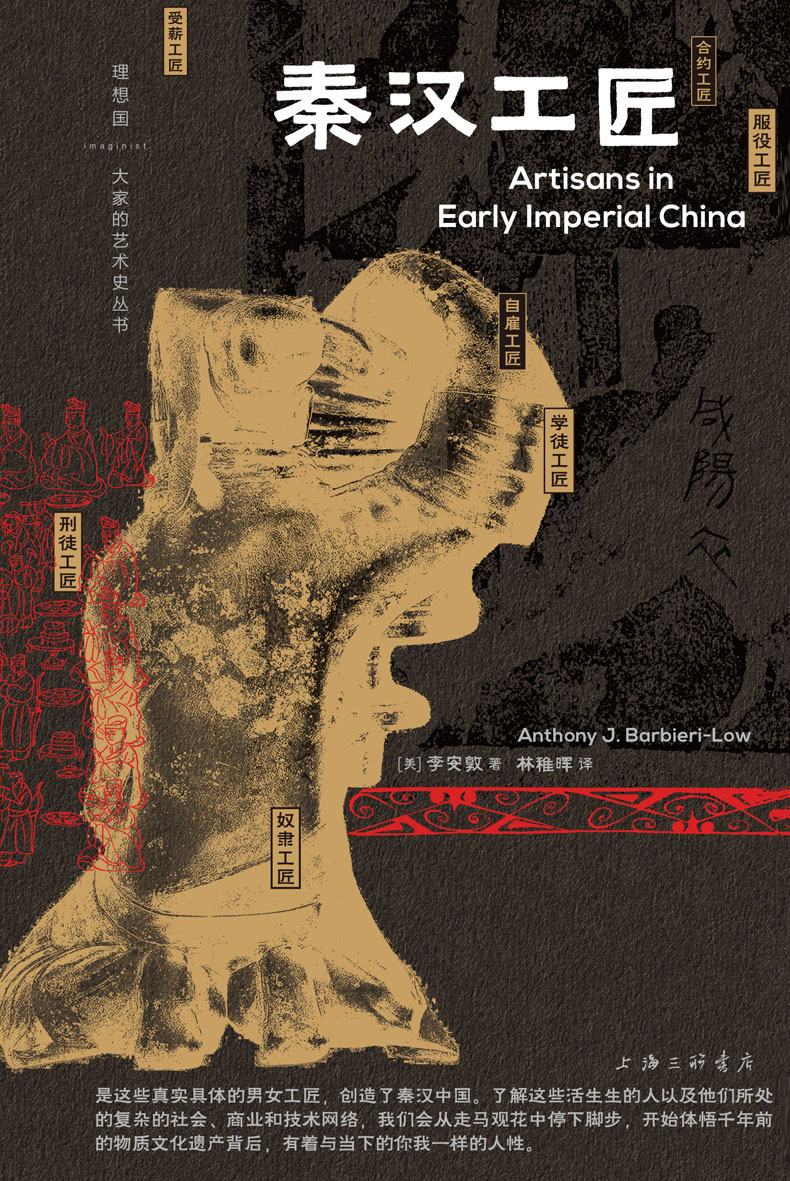 受薪工匠
理想国
imaginist
大家的艺术史丛书
秦汉工匠
合约工匠
服役工匠
Artisans in
Early Imperial China
自雇工匠
学徒工匠
咸陽
刑徒工匠
Anthony J. Barbieri-Low
[美] 李安敦 著 林稚晖 译
奴隶工匠
上海三联书店
是这些真实具体的男女工匠，创造了秦汉中国。了解这些活生生的人以及他们所处
的复杂的社会、商业和技术网络，我们会从走马观花中停下脚步，开始体悟千年前
的物质文化遗产背后，有着与当下的你我一样的人性。